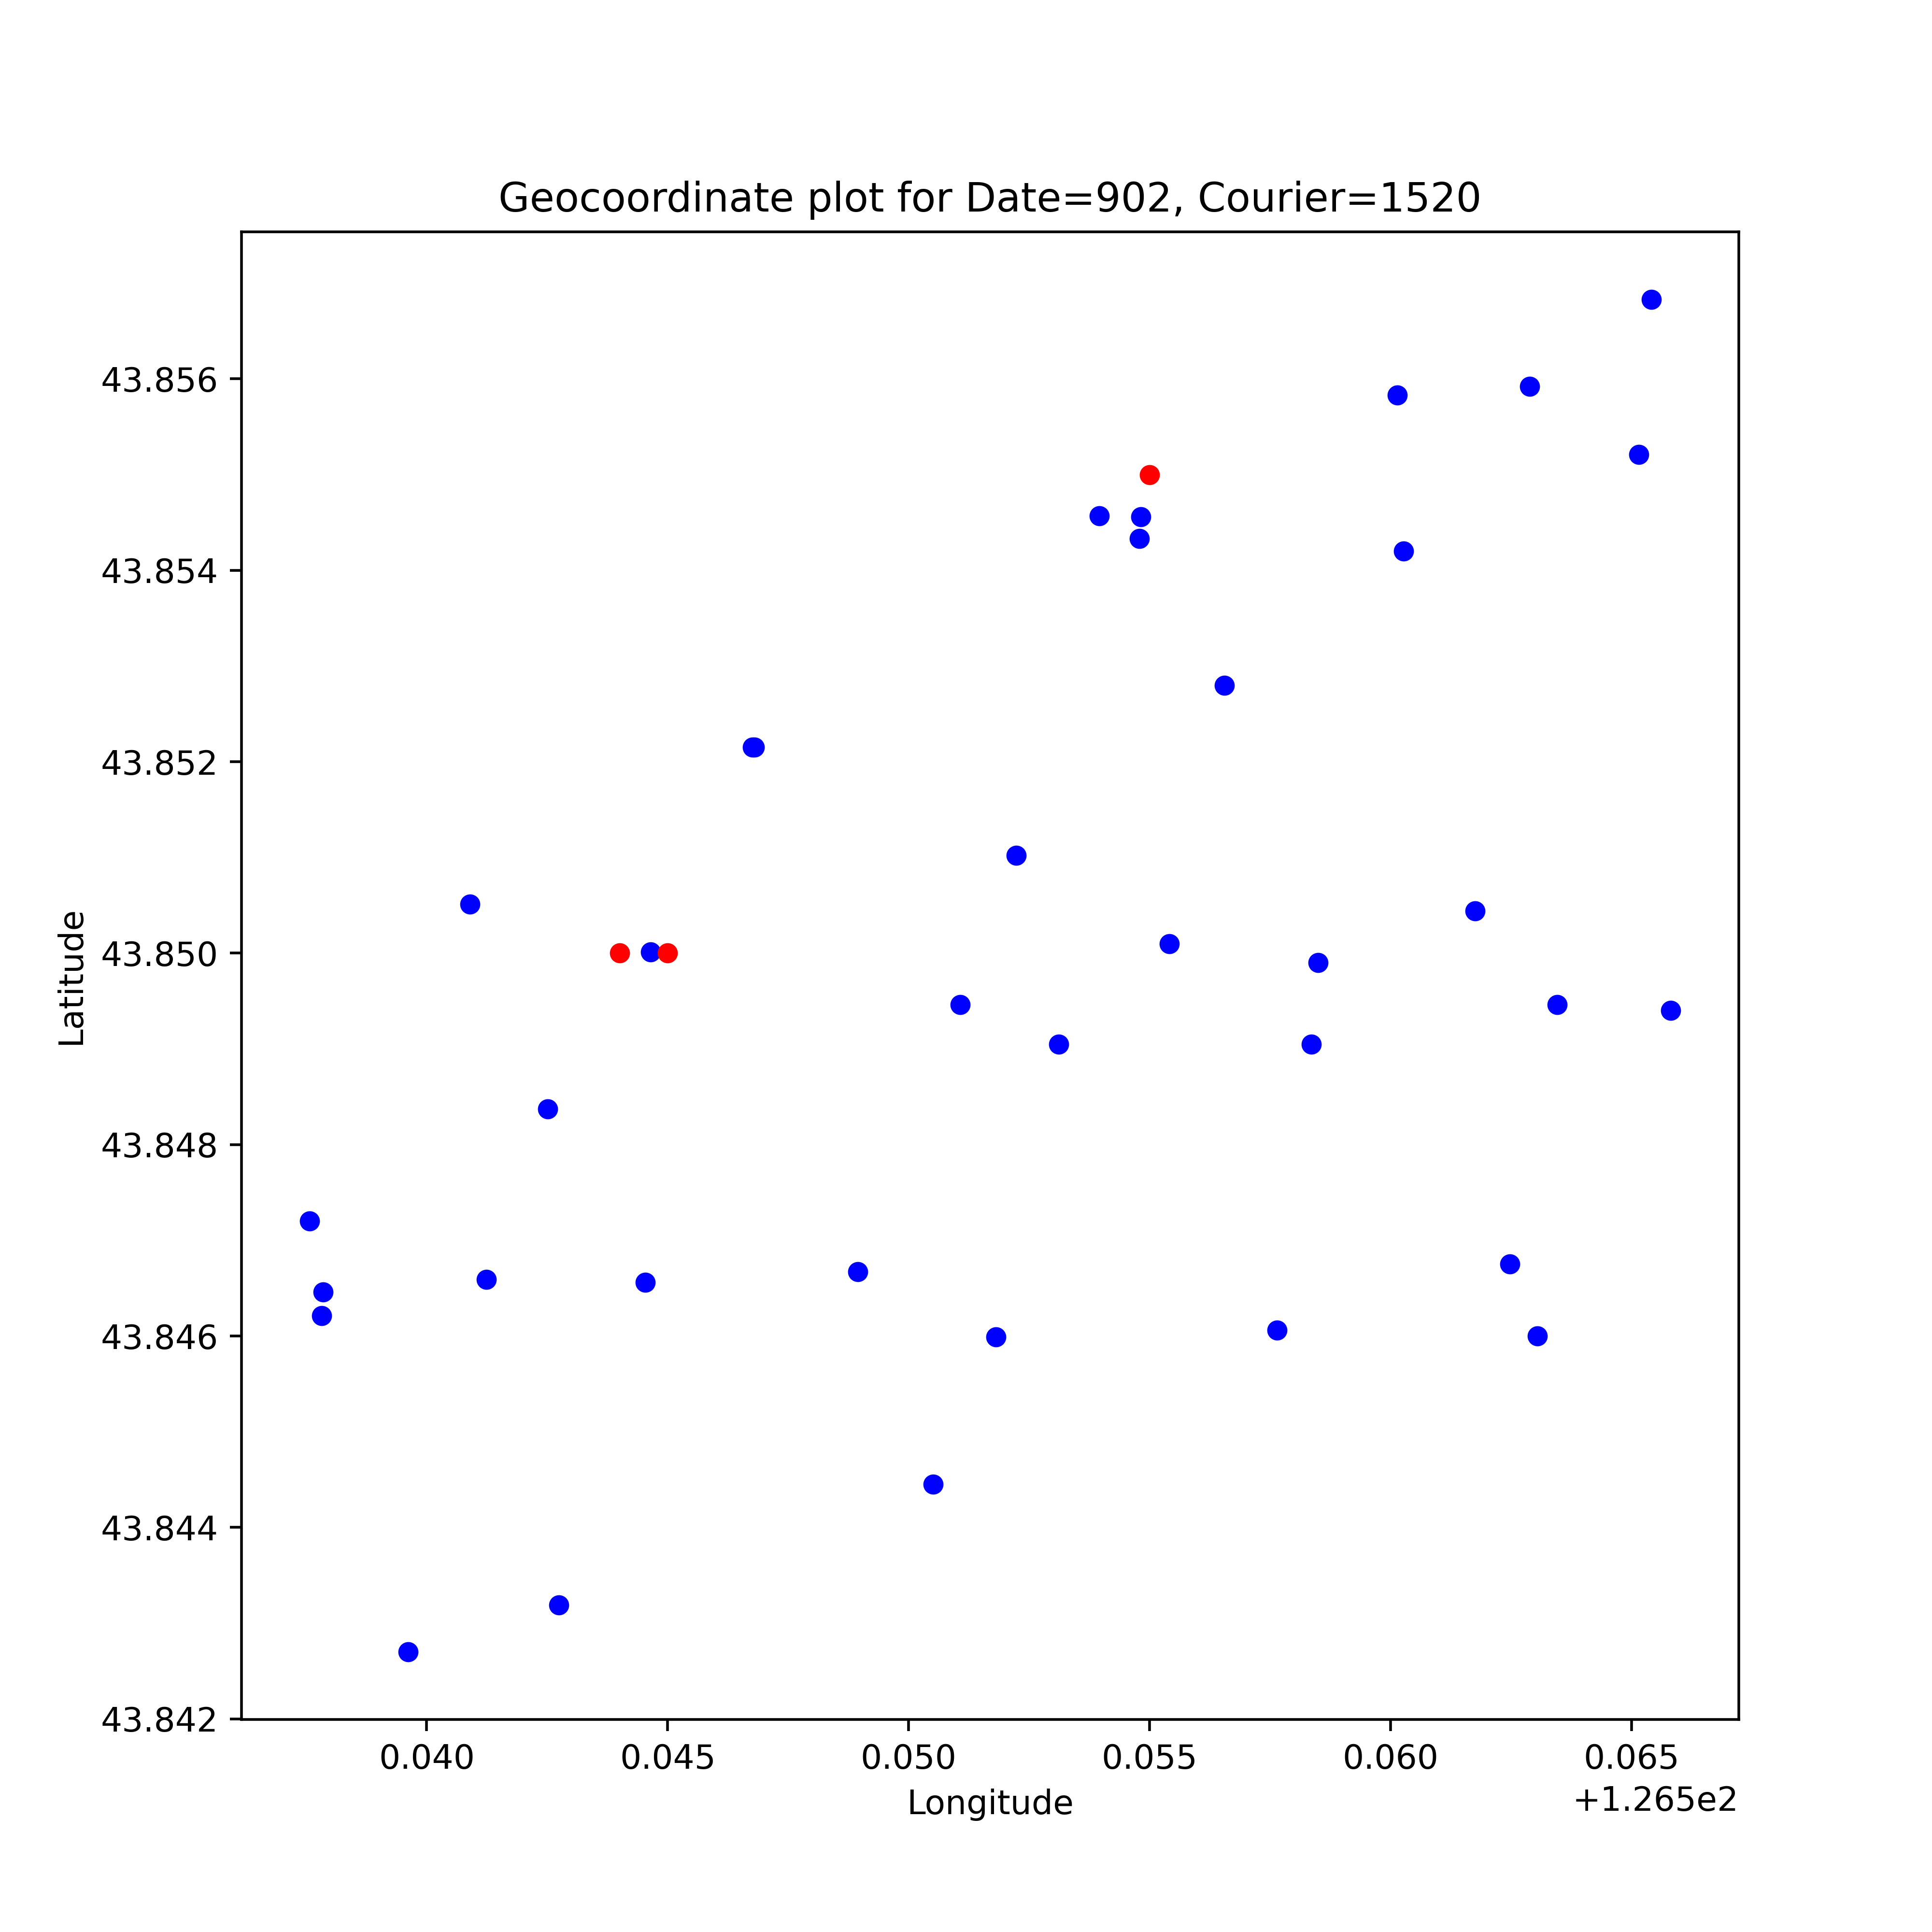 Geocoordinate plot for Date=902, Courier=1520
43.856
43.854
43.852
43.850
43.848
43.846
43.844
43.842
Latitude
0.040 0.045 0.050 0.055 0.060 0.065
+1.265e2
Longitude